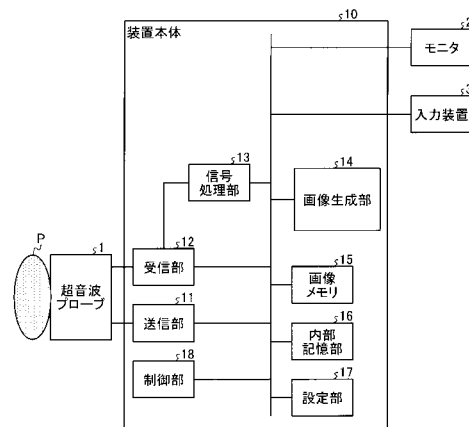 10
装置本体
2
モニタ
3
入力装置
13
信号
処理部
14
画像生成部
P
1
超音波
プローブ
12
受信部
15
画像
メモリ
11
送信部
16
内部
記憶部
18
制御部
17
設定部